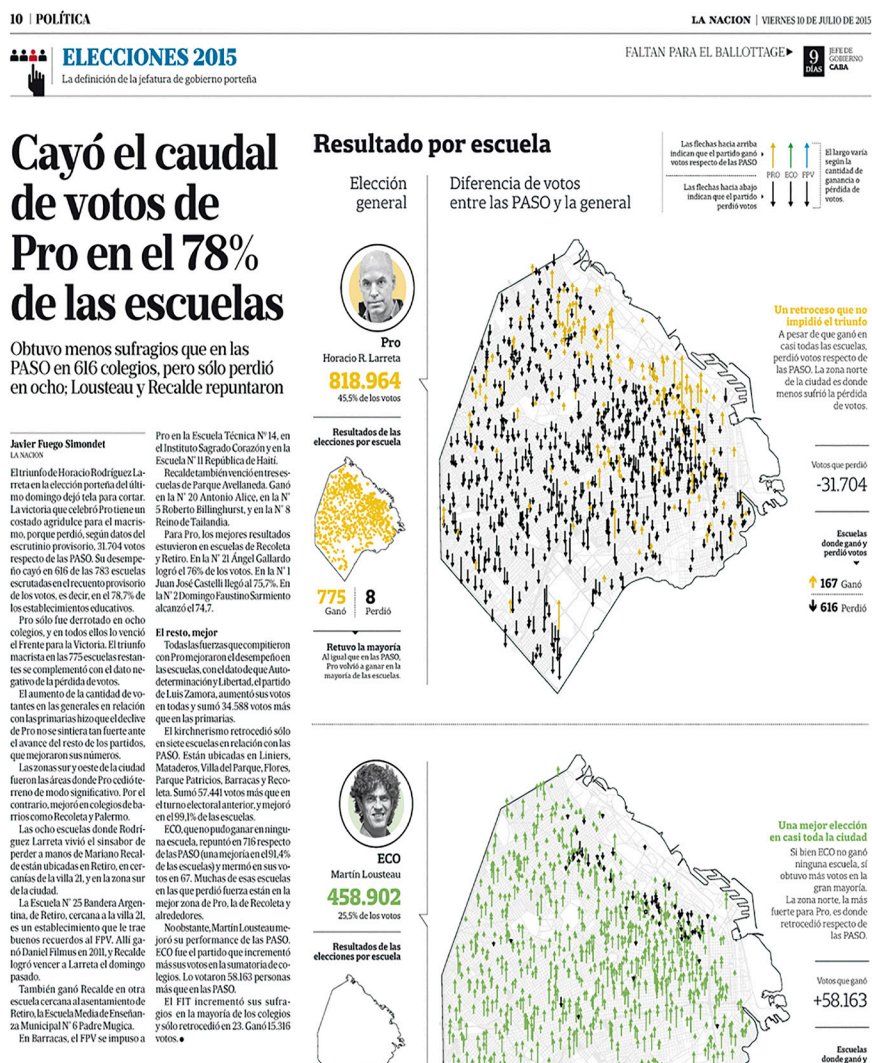 10 | POLÍTICA
LA NACION | VIERNES 10 DE JULIO DE 2015
ELECCIONES 2015
La definición de la jefatura de gobierno porteña
FALTAN PARA EL BALLOTTAGE
9
DÍAS
JEFE DE
GOBIERNO
CABA
Cayó el caudal
de votos de
Pro en el 78%
de las escuelas
Obtuvo menos sufragios que en las
PASO en 616 colegios, pero sólo perdió
en ocho; Lousteau y Recalde repuntaron
Javier Fuego Simondet
LA NACION
El triunfo de Horacio Rodríguez La-
rreta en la elección porteña del últi-
mo domingo dejó tela para cortar.
La victoria que celebró Pro tiene un
costado agridulce para el macris-
mo, porque perdió, según datos del
escrutinio provisorio, 31.704 votos
respecto de las PASO. Su desempe-
ño cayó en 616 de las 783 escuelas
escrutadas en el recuento provisorio
de los votos, es decir, en el 78,7% de
los establecimientos educativos.
Pro sólo fue derrotado en ocho
colegios, y en todos ellos lo venció
el Frente para la Victoria. El triunfo
macrista en las 775 escuelas restan-
tes se complementó con el dato ne-
gativo de la pérdida de votos.
El aumento de la cantidad de vo-
tantes en las generales en relación
con las primarias hizo que el declive
de Pro no se sintiera tan fuerte ante
el avance del resto de los partidos,
que mejoraron sus números.
Las zonas sur y oeste de la ciudad
fueron las áreas donde Pro cedió te-
rreno de modo significativo. Por el
contrario, mejoró en colegios de ba-
rrios como Recoleta y Palermo.
Las ocho escuelas donde Rodrí-
guez Larreta vivió el sinsabor de
perder a manos de Mariano Recal-
de están ubicadas en Retiro, en cer-
canías de la villa 21, y en la zona sur
de la ciudad.
La Escuela N° 25 Bandera Argen-
tina, de Retiro, cercana a la villa 21,
es un establecimiento que le trae
buenos recuerdos al FPV. Allí ga-
nó Daniel Filmus en 2011, y Recalde
logró vencer a Larreta el domingo
pasado.
También ganó Recalde en otra
escuela cercana al asentamiento de
Retiro, la Escuela Media de Enseñan-
za Municipal N° 6 Padre Mugica.
En Barracas, el FPV se impuso a
Pro en la Escuela Técnica N° 14, en
el Instituto Sagrado Corazón y en la
Escuela N° 11 República de Haití.
Recalde también venció en tres es-
cuelas de Parque Avellaneda. Ganó
en la N° 20 Antonio Alice, en la N°
5 Roberto Billinghurst, y en la N° 8
Reino de Tailandia.
Para Pro, los mejores resultados
estuvieron en escuelas de Recoleta
y Retiro. En la N° 21 Ángel Gallardo
logró el 76% de los votos. En la N° 1
Juan José Castelli llegó al 75,7%. En
la N° 2 Domingo Faustino Sarmiento
alcanzó el 74,7.
El resto, mejor
Todas las fuerzas que compitieron
con Pro mejoraron el desempeño en
las escuelas, con el dato de que Auto-
determinación y Libertad, el partido
de Luis Zamora, aumentó sus votos
en todas y sumó 34.588 votos más
que en las primarias.
El kirchnerismo retrocedió sólo
en siete escuelas en relación con las
PASO. Están ubicadas en Liniers,
Mataderos, Villa del Parque, Flores,
Parque Patricios, Barracas y Reco-
leta. Sumó 57.441 votos más que en
el turno electoral anterior, y mejoró
en el 99,1% de las escuelas.
ECO, que no pudo ganar en ningu-
na escuela, repuntó en 716 respecto
de las PASO (una mejoría en el 91,4%
de las escuelas) y mermó en sus vo-
tos en 67. Muchas de esas escuelas
en las que perdió fuerza están en la
mejor zona de Pro, la de Recoleta y
alrededores.
No obstante, Martín Lousteau me-
joró su performance de las PASO.
ECO fue el partido que incrementó
más sus votos en la sumatoria de co-
legios. Lo votaron 58.163 personas
más que en las PASO.
El FIT incrementó sus sufra-
gios en la mayoría de los colegios
y sólo retrocedió en 23. Ganó 15.316
votos.
Resultado por escuela
Las flechas hacia arriba
indican que el partido ganó
votos respecto de las PASO
PRO ECO FPV
Las flechas hacia abajo
indican que el partido
perdió votos
El largo varía
según la
cantidad de
ganancia o
pérdida de
votos.
Elección
general
Diferencia de votos
entre las PASO y la general
Pro
Horacio R. Larreta
818.964
45,5% de los votos
Resultados de las
elecciones por escuela
775
Ganó
8
Perdió
Retuvo la mayoría
Al igual que en las PASO,
Pro volvió a ganar en la
mayoría de las escuelas.
Un retroceso que no
impidió el triunfo
A pesar de que ganó en
casi todas las escuelas,
perdió votos respecto de
las PASO. La zona norte
de la ciudad es donde
menos sufrió la pérdida
de votos.
Votos que perdió
-31.704
Escuelas
donde ganó y
perdió votos
167 Ganó
616 Perdió
ECO
Martín Lousteau
458.902
25,5% de los votos
Resultados de las
elecciones por escuela
Una mejor elección
en casi toda la ciudad
Si bien ECO no ganó
ninguna escuela, sí
obtuvo más votos en la
gran mayoría.
La zona norte, la más
fuerte para Pro, es donde
retrocedió respecto de
las PASO.
Votos que ganó
+58.163
Escuelas
donde ganó y